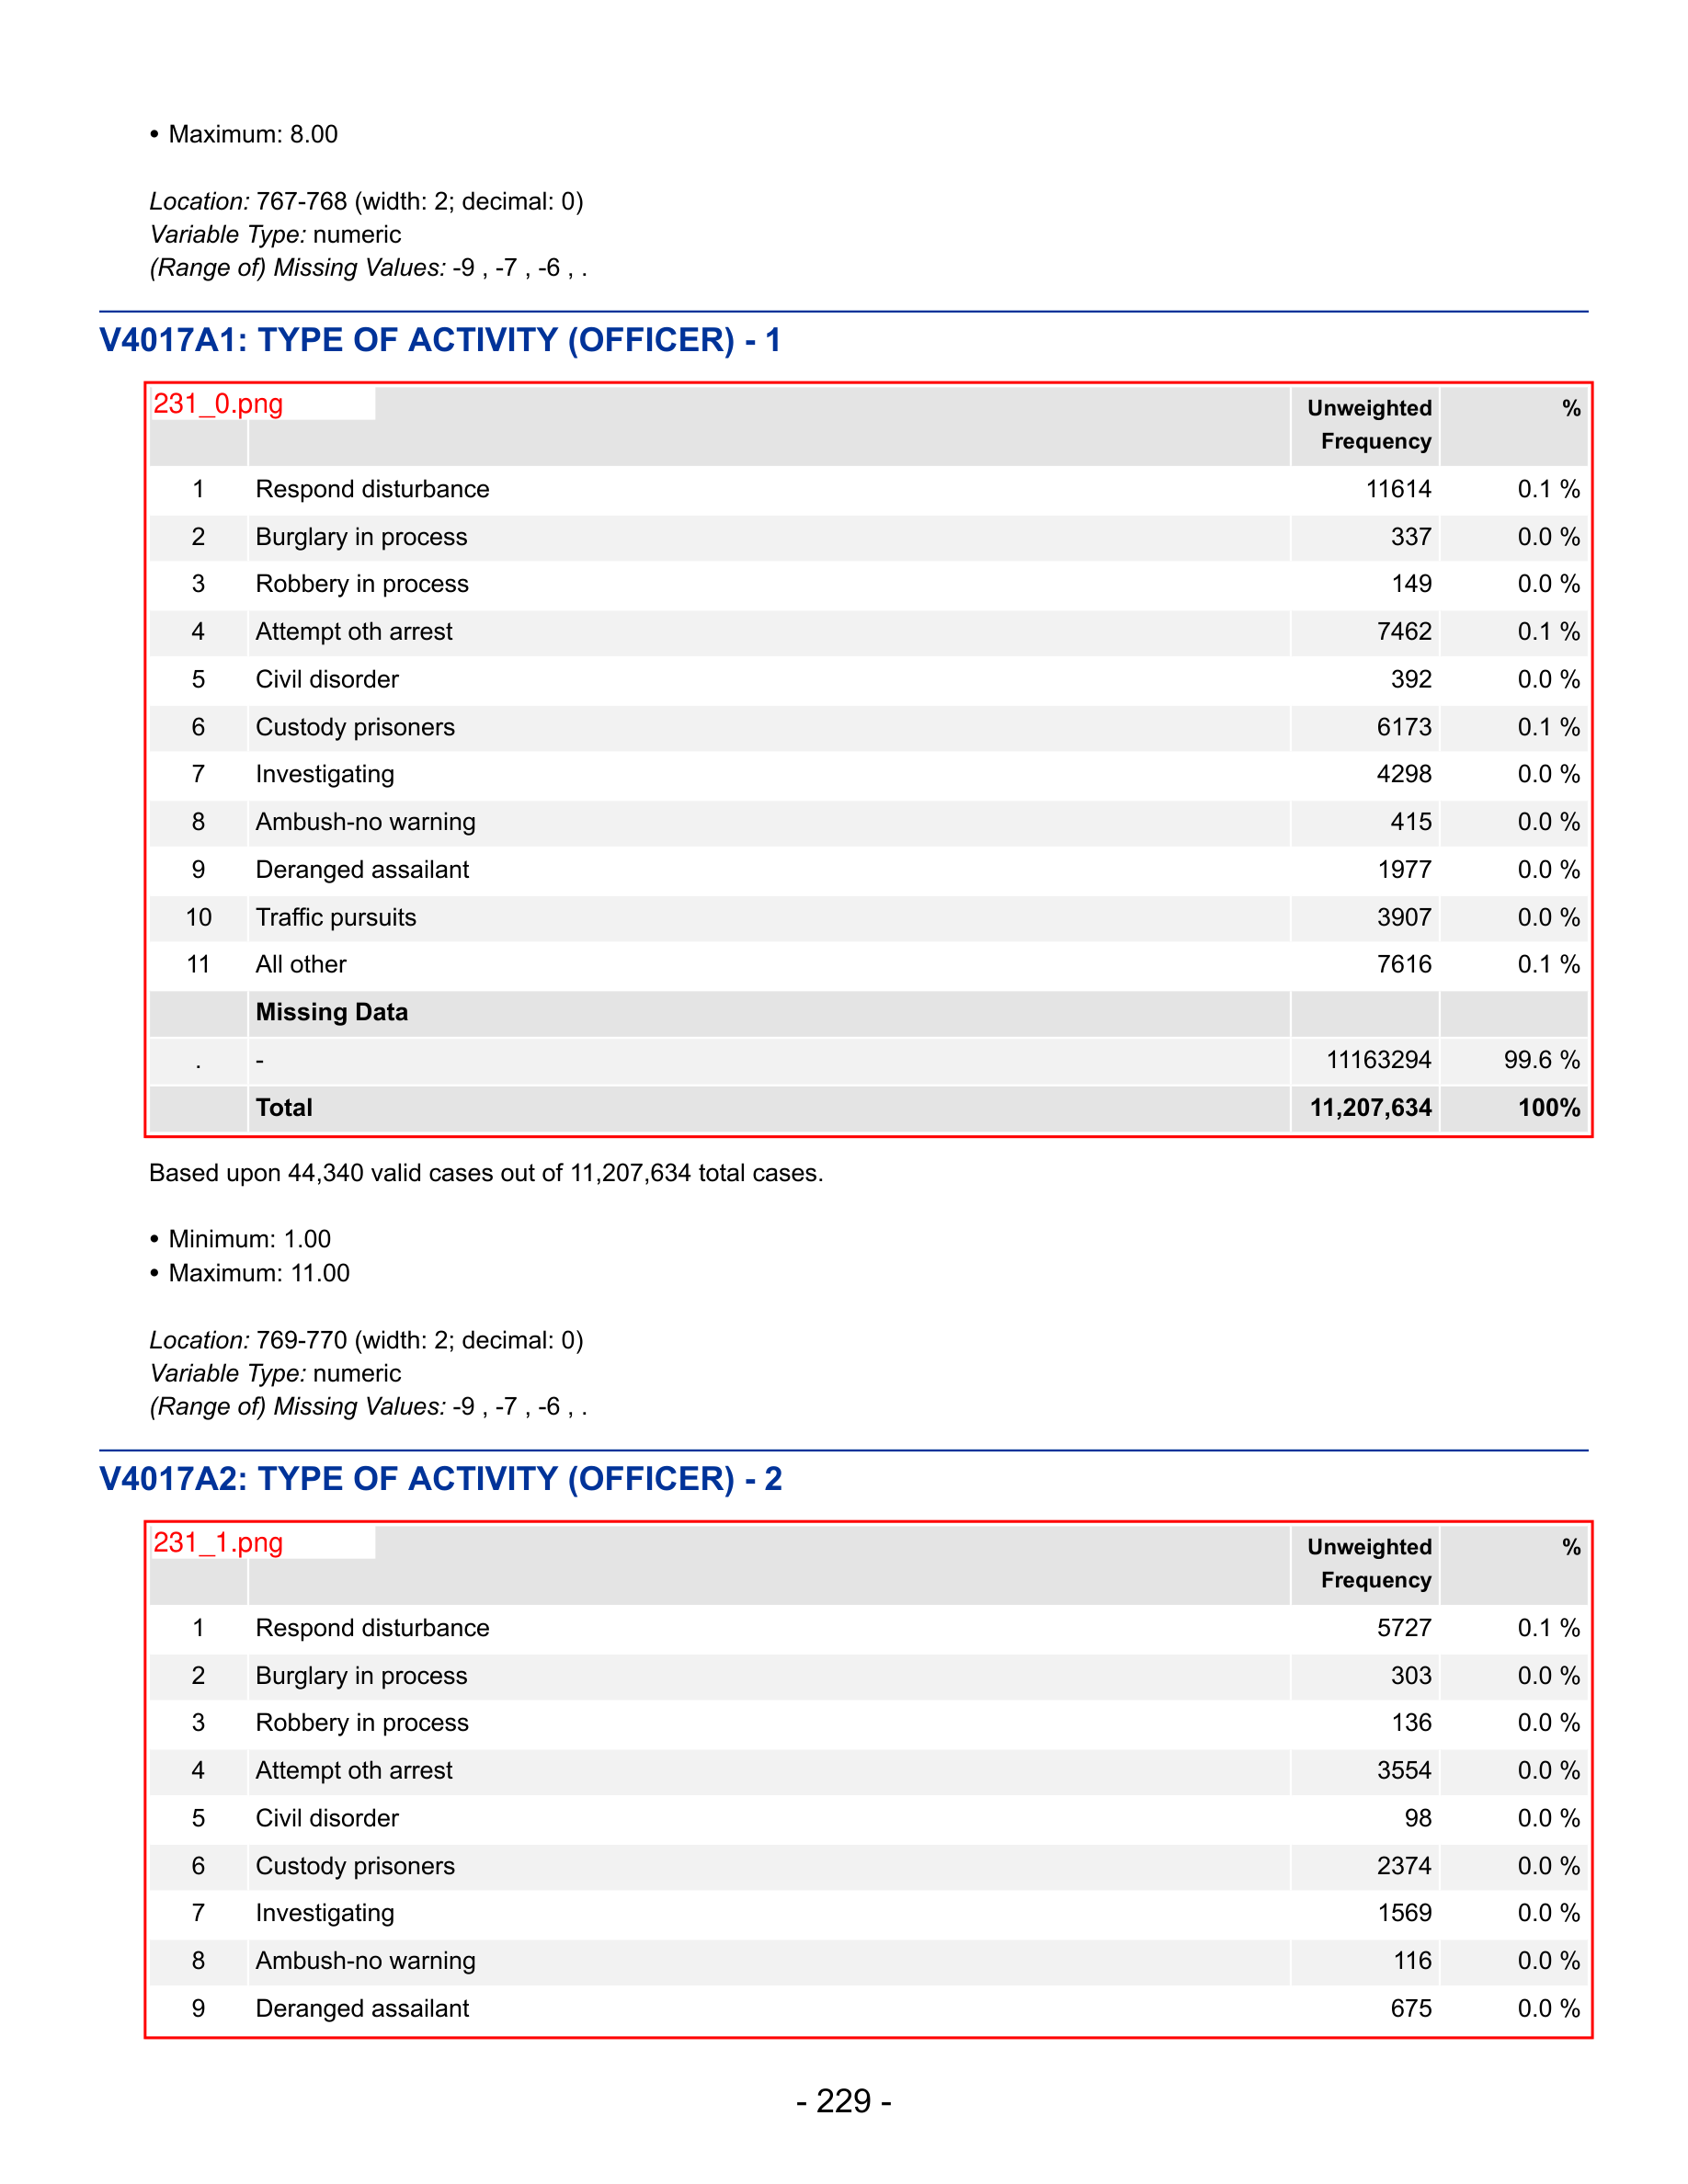 • Maximum: 8.00
Location: 767-768 (width: 2; decimal: 0)
Variable Type: numeric
(Range of) Missing Values: -9 , -7 , -6 , .
V4017A1: TYPE OF ACTIVITY (OFFICER) - 1
231_0.png
Unweighted Frequency %
1 Respond disturbance 11614 0.1 %
2 Burglary in process 337 0.0 %
3 Robbery in process 149 0.0 %
4 Attempt oth arrest 7462 0.1 %
5 Civil disorder 392 0.0 %
6 Custody prisoners 6173 0.1 %
7 Investigating 4298 0.0 %
8 Ambush-no warning 415 0.0 %
9 Deranged assailant 1977 0.0 %
10 Traffic pursuits 3907 0.0 %
11 All other 7616 0.1 %
Missing Data
. - 11163294 99.6 %
Total 11,207,634 100%
Based upon 44,340 valid cases out of 11,207,634 total cases.
• Minimum: 1.00
• Maximum: 11.00
Location: 769-770 (width: 2; decimal: 0)
Variable Type: numeric
(Range of) Missing Values: -9 , -7 , -6 , .
V4017A2: TYPE OF ACTIVITY (OFFICER) - 2
231_1.png
Unweighted Frequency %
1 Respond disturbance 5727 0.1 %
2 Burglary in process 303 0.0 %
3 Robbery in process 136 0.0 %
4 Attempt oth arrest 3554 0.0 %
5 Civil disorder 98 0.0 %
6 Custody prisoners 2374 0.0 %
7 Investigating 1569 0.0 %
8 Ambush-no warning 116 0.0 %
9 Deranged assailant 675 0.0 %
- 229 -